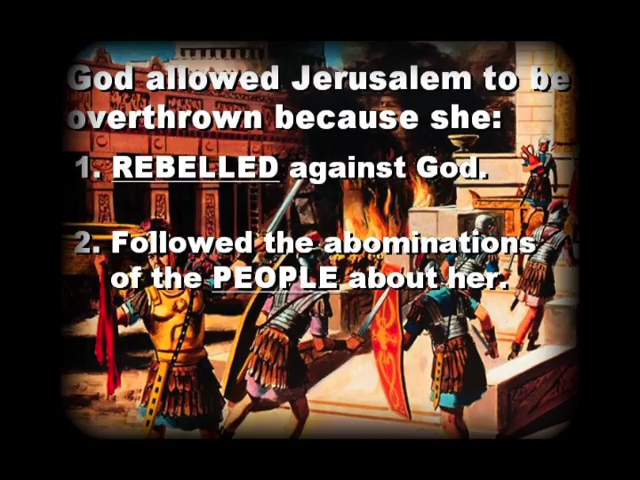 God allowed Jerusalem to be
overthrown because she:
1. REBELLED against God.
2. Followed the abominations
of the PEOPLE about her.